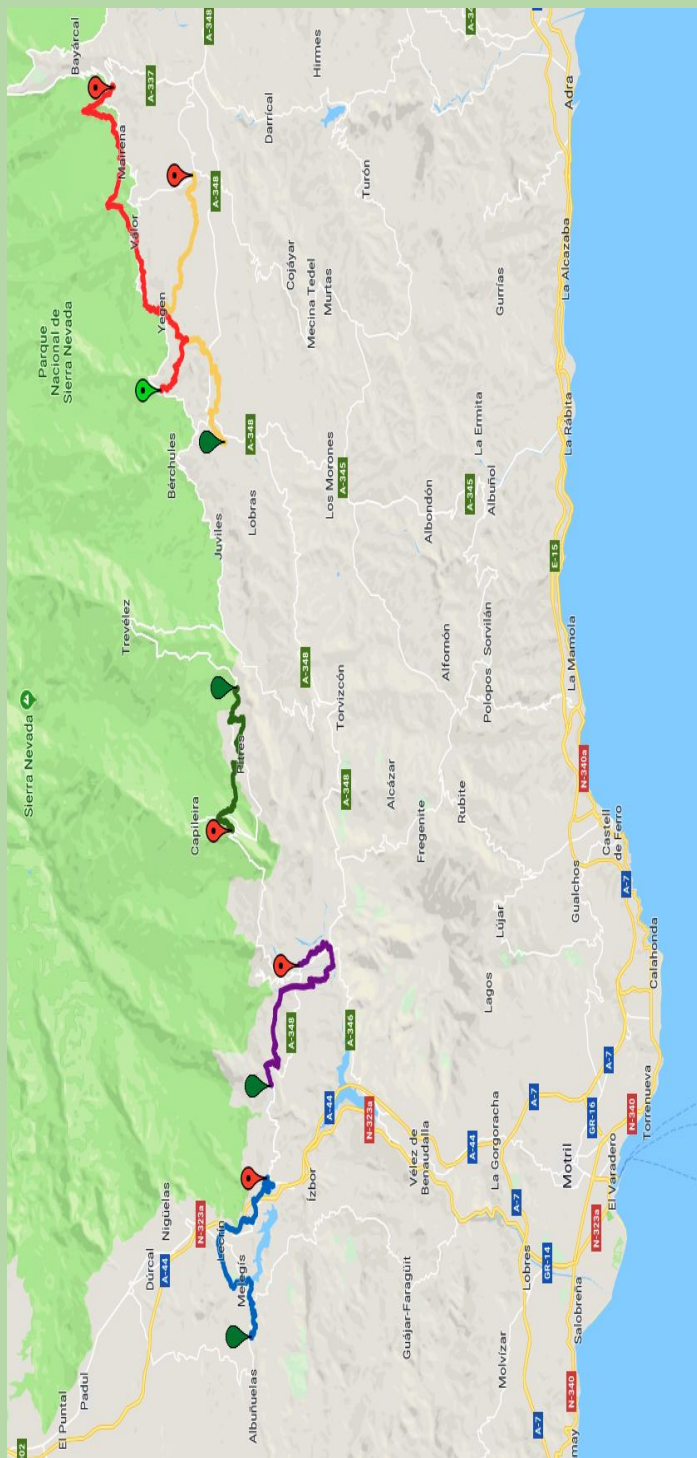 02
El Puntal
Padul
Sierra Nevada
Parque
Nacional de
Sierra Nevada
Bayárcal
Trevélez
Mairena
Válor
A-337
Dúrcal
Nigüelas
A-44
N-323a
Capileira
Bérchules
Yegen
A-348
A-348
Lecrín
Melegís
Albuñuelas
Pitres
Juviles
Lobras
A-348
Darrícal
Hirmes
A-348
A-348
Cojáyar
Mecina Tedel
Murtas
Ízbor
A-44
A-346
A-348
Torvizcón
Los Morones
A-345
Turón
N-323a
Alcázar
Fregenite
Guájar-Faragüit
Vélez de
Benaudalla
Rubite
Alfornón
Albondón
A-345
A-44
Polopos
Sorvilán
Albuñol
La Ermita
Gurrías
Molvízar
La Gorgoracha
Lagos
Lújar
Lobres
A-7
A-7
A-7
GR-14
Motril
GR-16
A-7
Gualchos
N-340a
La Mamola
E-15
La Rábita
La Alcazaba
Adra
Salobreña
N-340
may
N-323a
El Varadero
N-340
Torrenueva
Calahonda
A-7
Castell
de Ferro